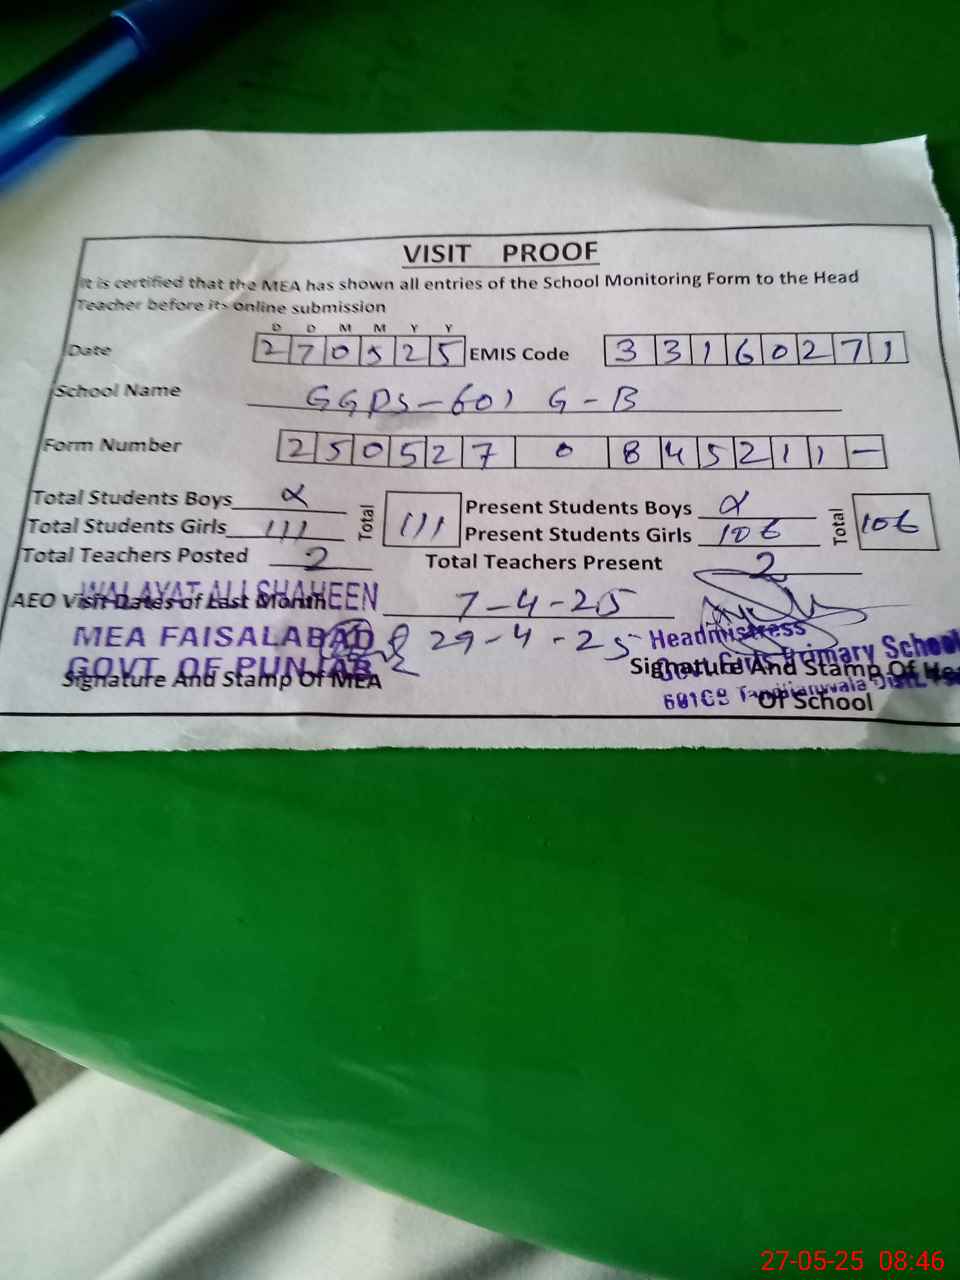 VISIT PROOF
It is certified that the MEA has shown all entries of the School Monitoring Form to the Head
Teacher before its online submission
D D M M Y Y
Date 2 7 0 5 2 5 EMIS Code 3 3 1 6 0 2 7 1
School Name GGPS-601 G-B
Form Number 2 5 0 5 2 7 0 8 4 5 2 1 1 -
Total Students Boys Total Present Students Boys Total
Total Students Girls 111 111 Present Students Girls 106 106
Total Teachers Posted 2 Total Teachers Present 2
WALAYAT ALI SHAHEEN
AEO Visit Dates of Last Month 7-4-25
MEA FAISALABAD 29-4-25 Headmistress
GOVT. OF PUNJAB Govt. Girls Primary School
Signature And Stamp Of MEA Signature And Stamp Of
Of School
27-05-25 08:46